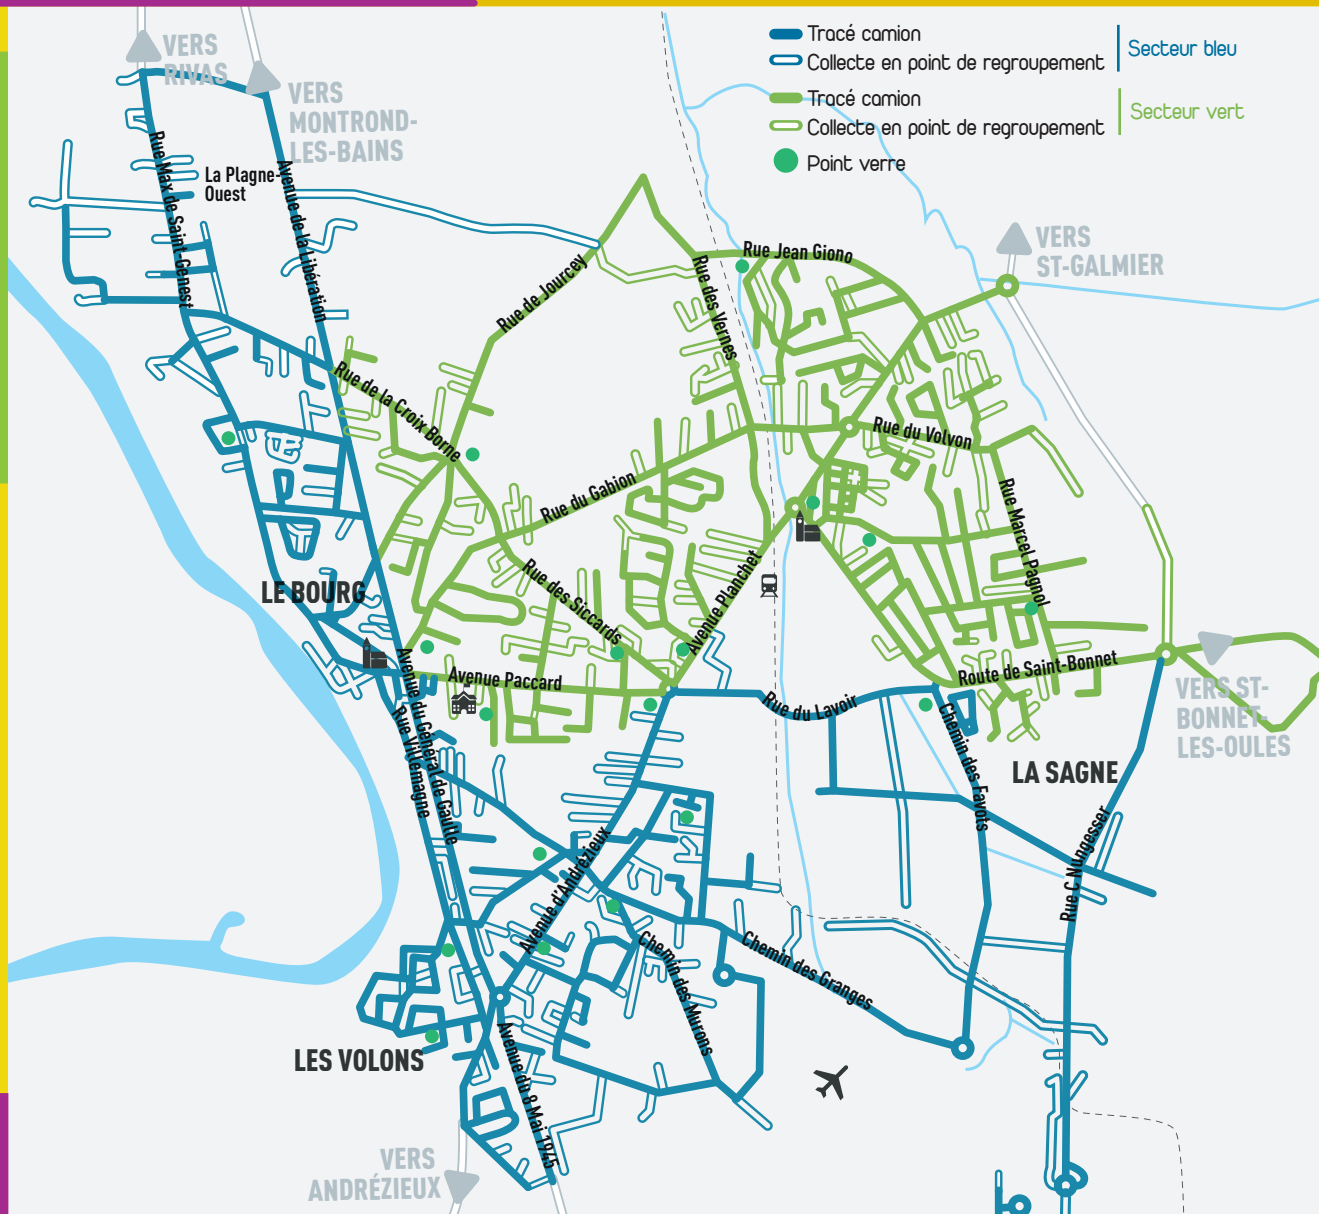 Tracé camion
Collecte en point de regroupement
Secteur bleu
Tracé camion
Collecte en point de regroupement
Secteur vert
Point verre
VERS
RIVAS
VERS
MONTROND-
LES-BAINS
La Plagne-
Ouest
Rue Max de Saint-Genest
Avenue de la Libération
VERS
ST-GALMIER
Rue Jean Giono
Rue des Vernes
Rue de Jourcey
Rue de la Croix Borne
Rue du Volvon
Rue du Gabion
Rue Marcel Pagnol
Rue des Siccards
Avenue Planchet
LE BOURG
Avenue Paccard
Route de Saint-Bonnet
VERS ST-
BONNET-
LES-OULES
Rue du Lavoir
Avenue du Général de Gaulle
Rue Villemagne
Chemin des Favots
LA SAGNE
Rue C Nungesser
Avenue d'Andrézieux
Chemin des Murons
Chemin des Granges
LES VOLONS
Avenue du 8 Mai 1945
VERS
ANDRÉZIEUX